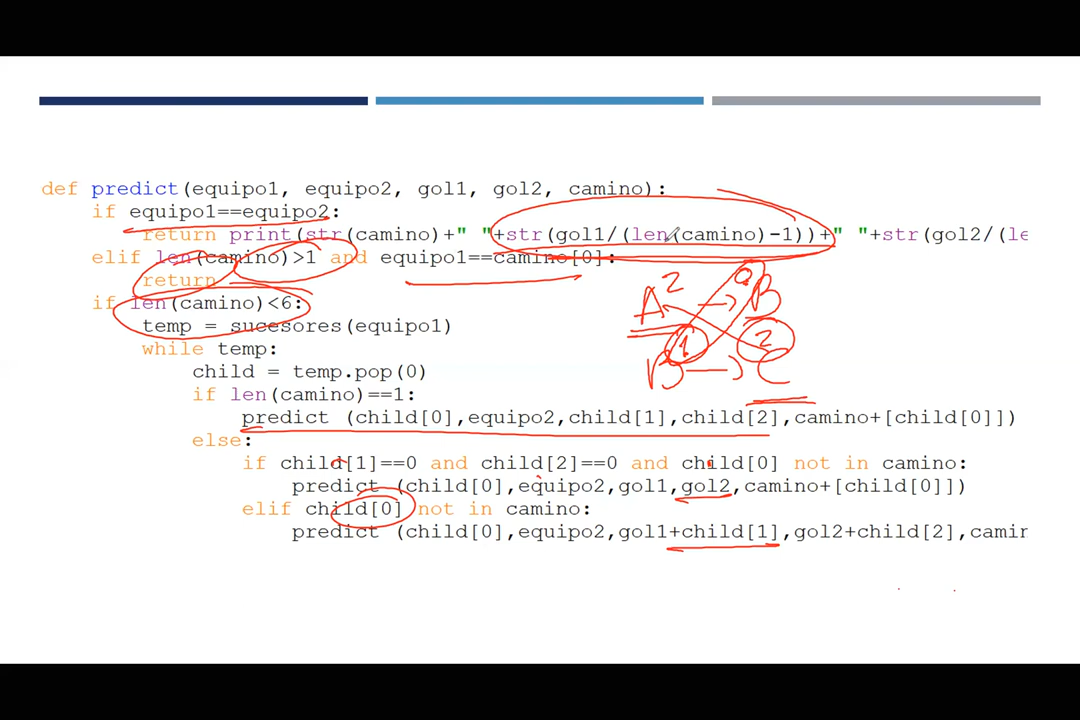 def predict(equipo1, equipo2, gol1, gol2, camino):
if equipo1==equipo2:
return print(str(camino)+" "+str(gol1/(len(camino)-1))+" "+str(gol2/(le
elif len(camino)>1 and equipo1==camino[0]:
return
if len(camino)<6:
temp = sucesores(equipo1)
while temp:
child = temp.pop(0)
if len(camino)==1:
predict (child[0],equipo2,child[1],child[2],camino+[child[0]])
else:
if child[1]==0 and child[2]==0 and child[0] not in camino:
predict (child[0],equipo2,gol1,gol2,camino+[child[0]])
elif child[0] not in camino:
predict (child[0],equipo2,gol1+child[1],gol2+child[2],camin
A 2 → 0 B
B 1 → 2 C